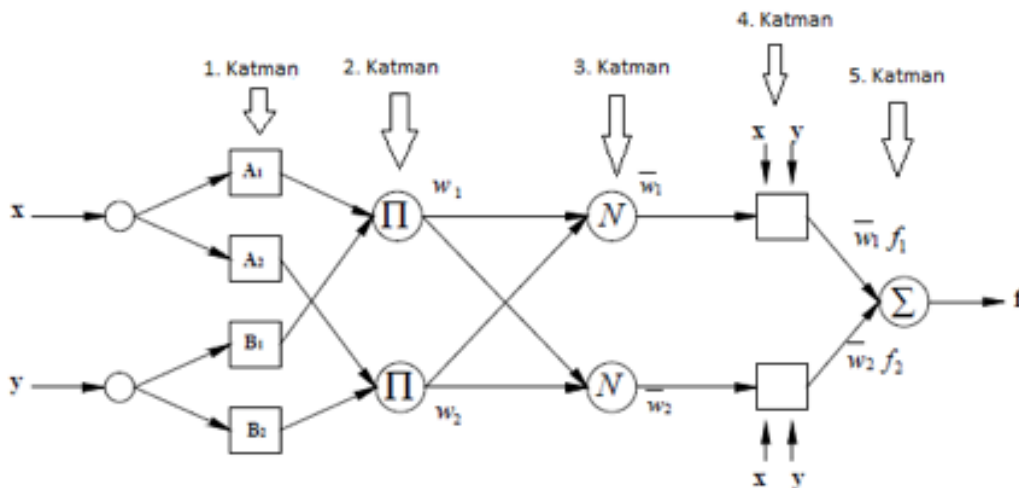 4. Katman
1. Katman
2. Katman
3. Katman
5. Katman
x y
A₁
w₁
w̅₁
x
Π
N
w̅₁ f₁
A₂
Σ
f
B₁
w̅₂ f₂
y
Π
N
B₂
w₂
w̅₂
x y